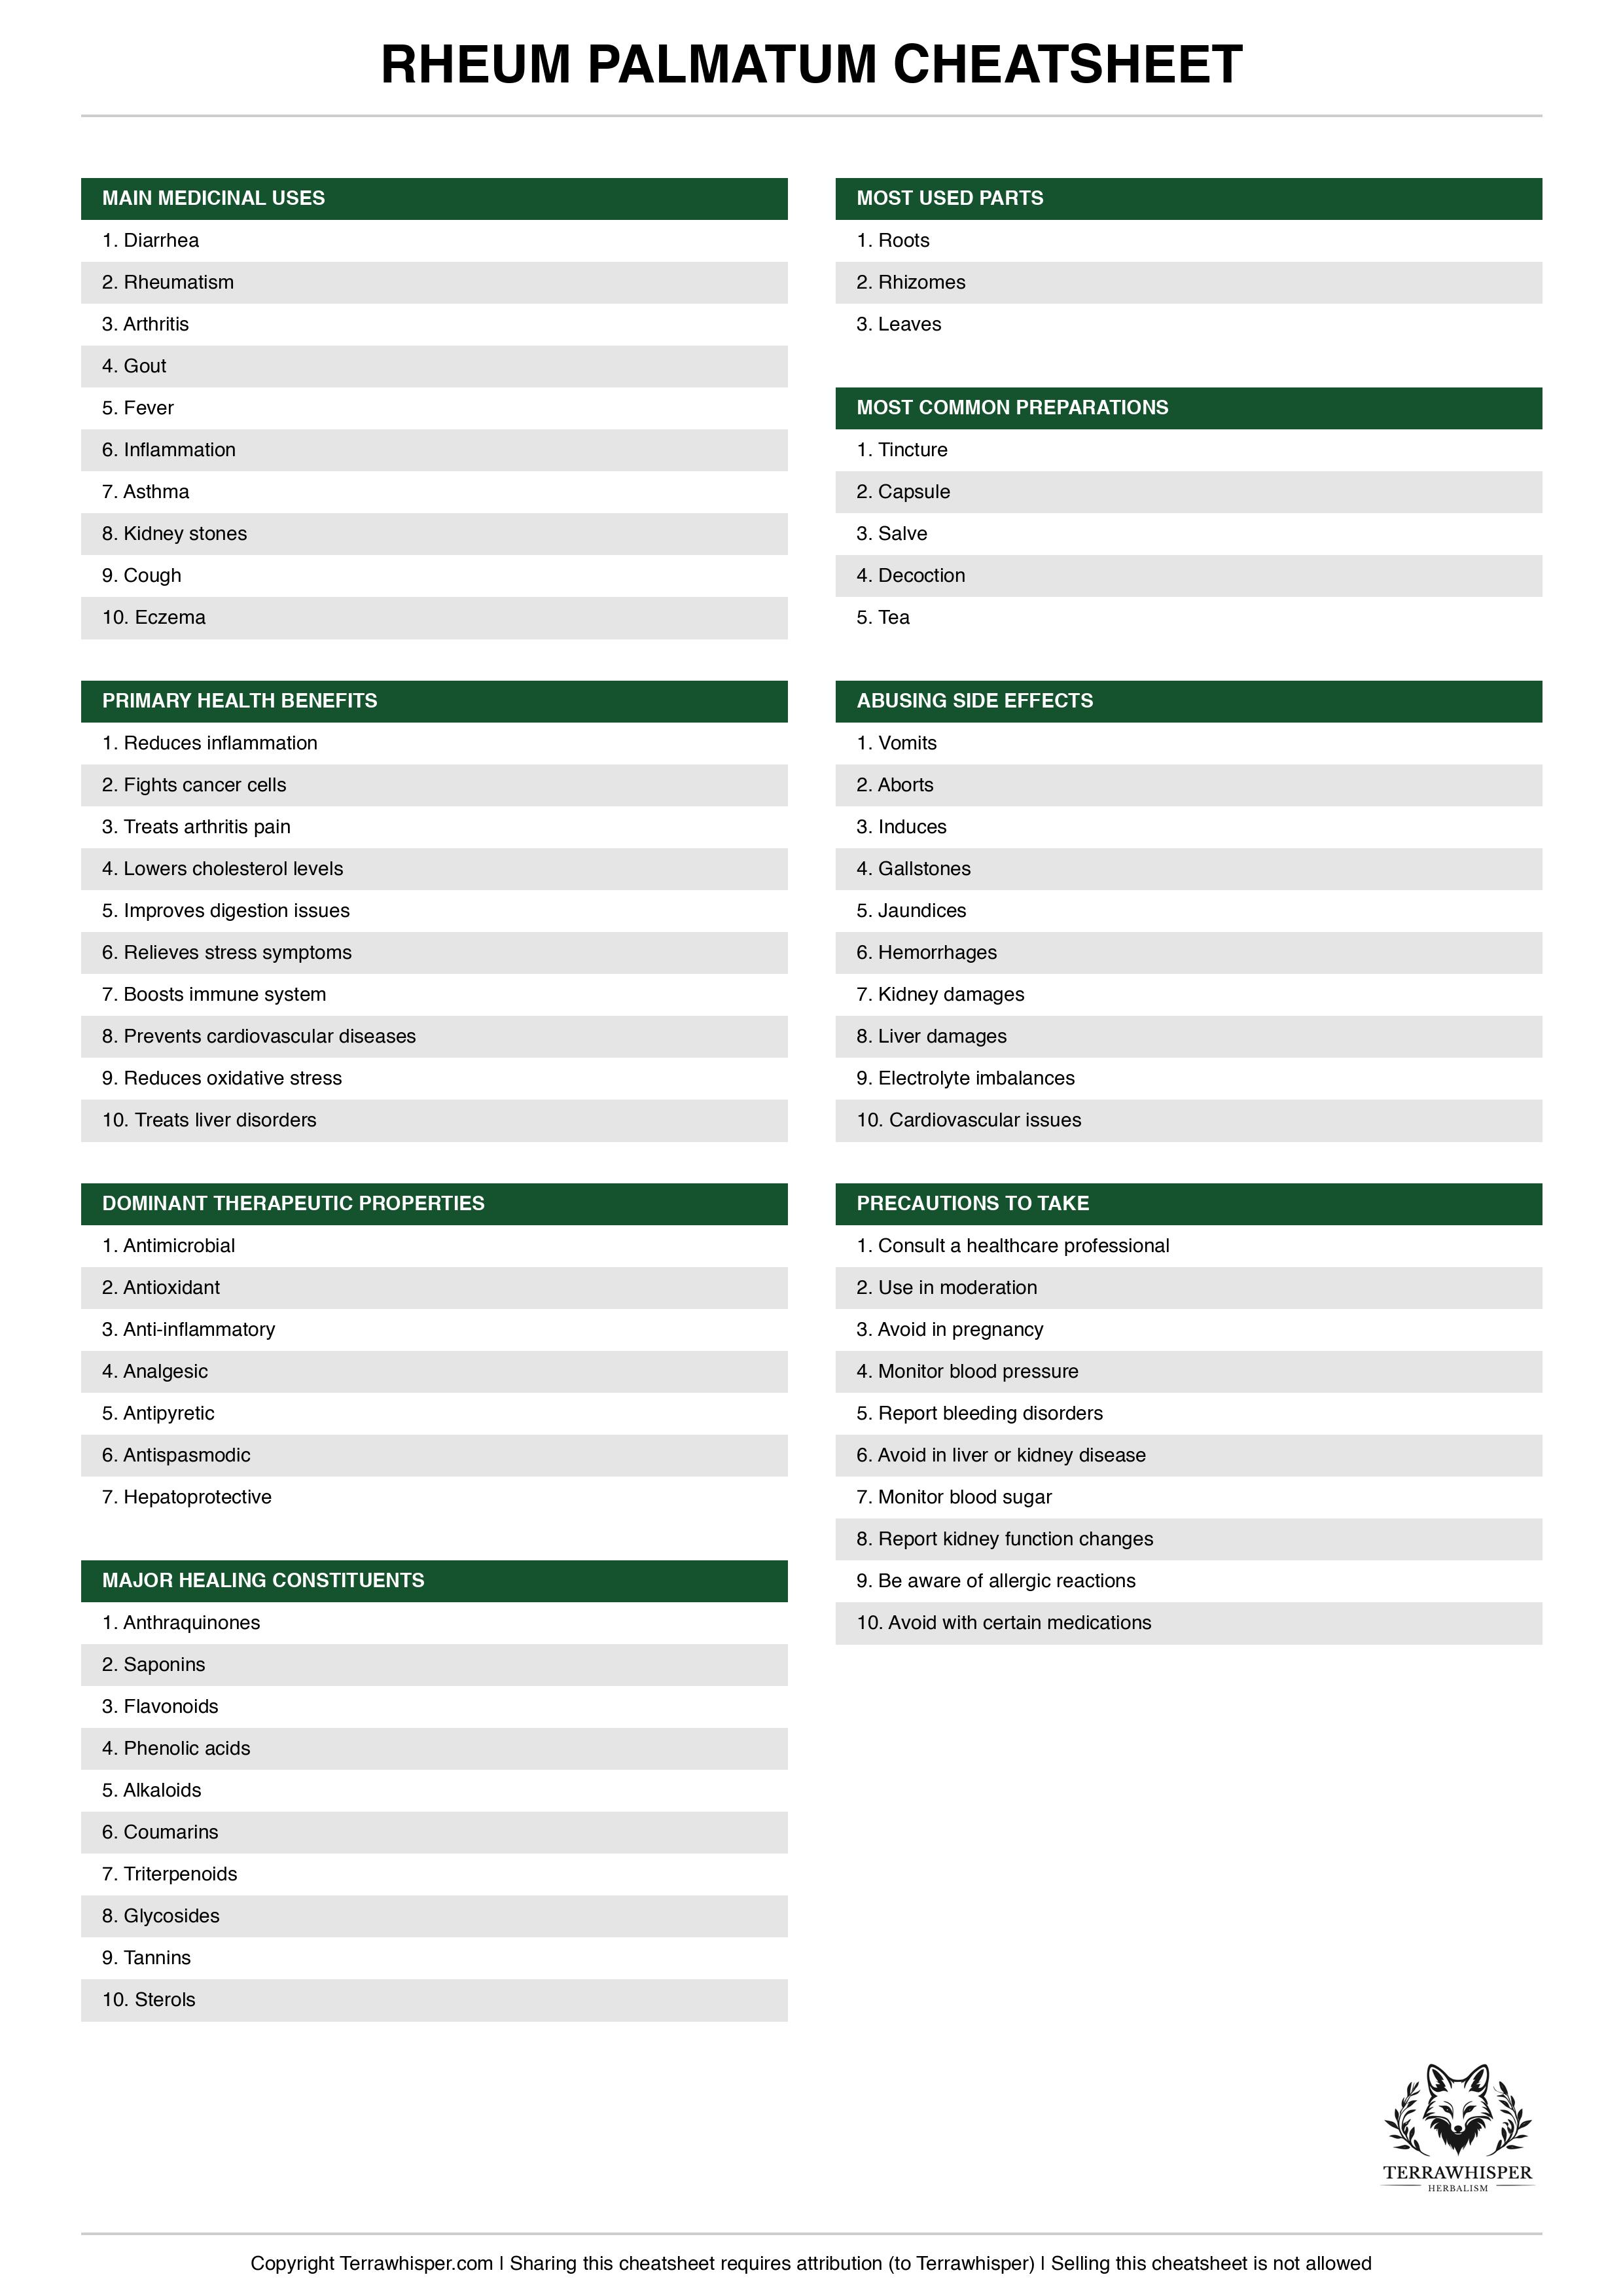 RHEUM PALMATUM CHEATSHEET
MAIN MEDICINAL USES
1. Diarrhea
2. Rheumatism
3. Arthritis
4. Gout
5. Fever
6. Inflammation
7. Asthma
8. Kidney stones
9. Cough
10. Eczema
PRIMARY HEALTH BENEFITS
1. Reduces inflammation
2. Fights cancer cells
3. Treats arthritis pain
4. Lowers cholesterol levels
5. Improves digestion issues
6. Relieves stress symptoms
7. Boosts immune system
8. Prevents cardiovascular diseases
9. Reduces oxidative stress
10. Treats liver disorders
DOMINANT THERAPEUTIC PROPERTIES
1. Antimicrobial
2. Antioxidant
3. Anti-inflammatory
4. Analgesic
5. Antipyretic
6. Antispasmodic
7. Hepatoprotective
MAJOR HEALING CONSTITUENTS
1. Anthraquinones
2. Saponins
3. Flavonoids
4. Phenolic acids
5. Alkaloids
6. Coumarins
7. Triterpenoids
8. Glycosides
9. Tannins
10. Sterols
MOST USED PARTS
1. Roots
2. Rhizomes
3. Leaves
MOST COMMON PREPARATIONS
1. Tincture
2. Capsule
3. Salve
4. Decoction
5. Tea
ABUSING SIDE EFFECTS
1. Vomits
2. Aborts
3. Induces
4. Gallstones
5. Jaundices
6. Hemorrhages
7. Kidney damages
8. Liver damages
9. Electrolyte imbalances
10. Cardiovascular issues
PRECAUTIONS TO TAKE
1. Consult a healthcare professional
2. Use in moderation
3. Avoid in pregnancy
4. Monitor blood pressure
5. Report bleeding disorders
6. Avoid in liver or kidney disease
7. Monitor blood sugar
8. Report kidney function changes
9. Be aware of allergic reactions
10. Avoid with certain medications
TERRAWHISPER
HERBALISM
Copyright Terrawhisper.com | Sharing this cheatsheet requires attribution (to Terrawhisper) | Selling this cheatsheet is not allowed